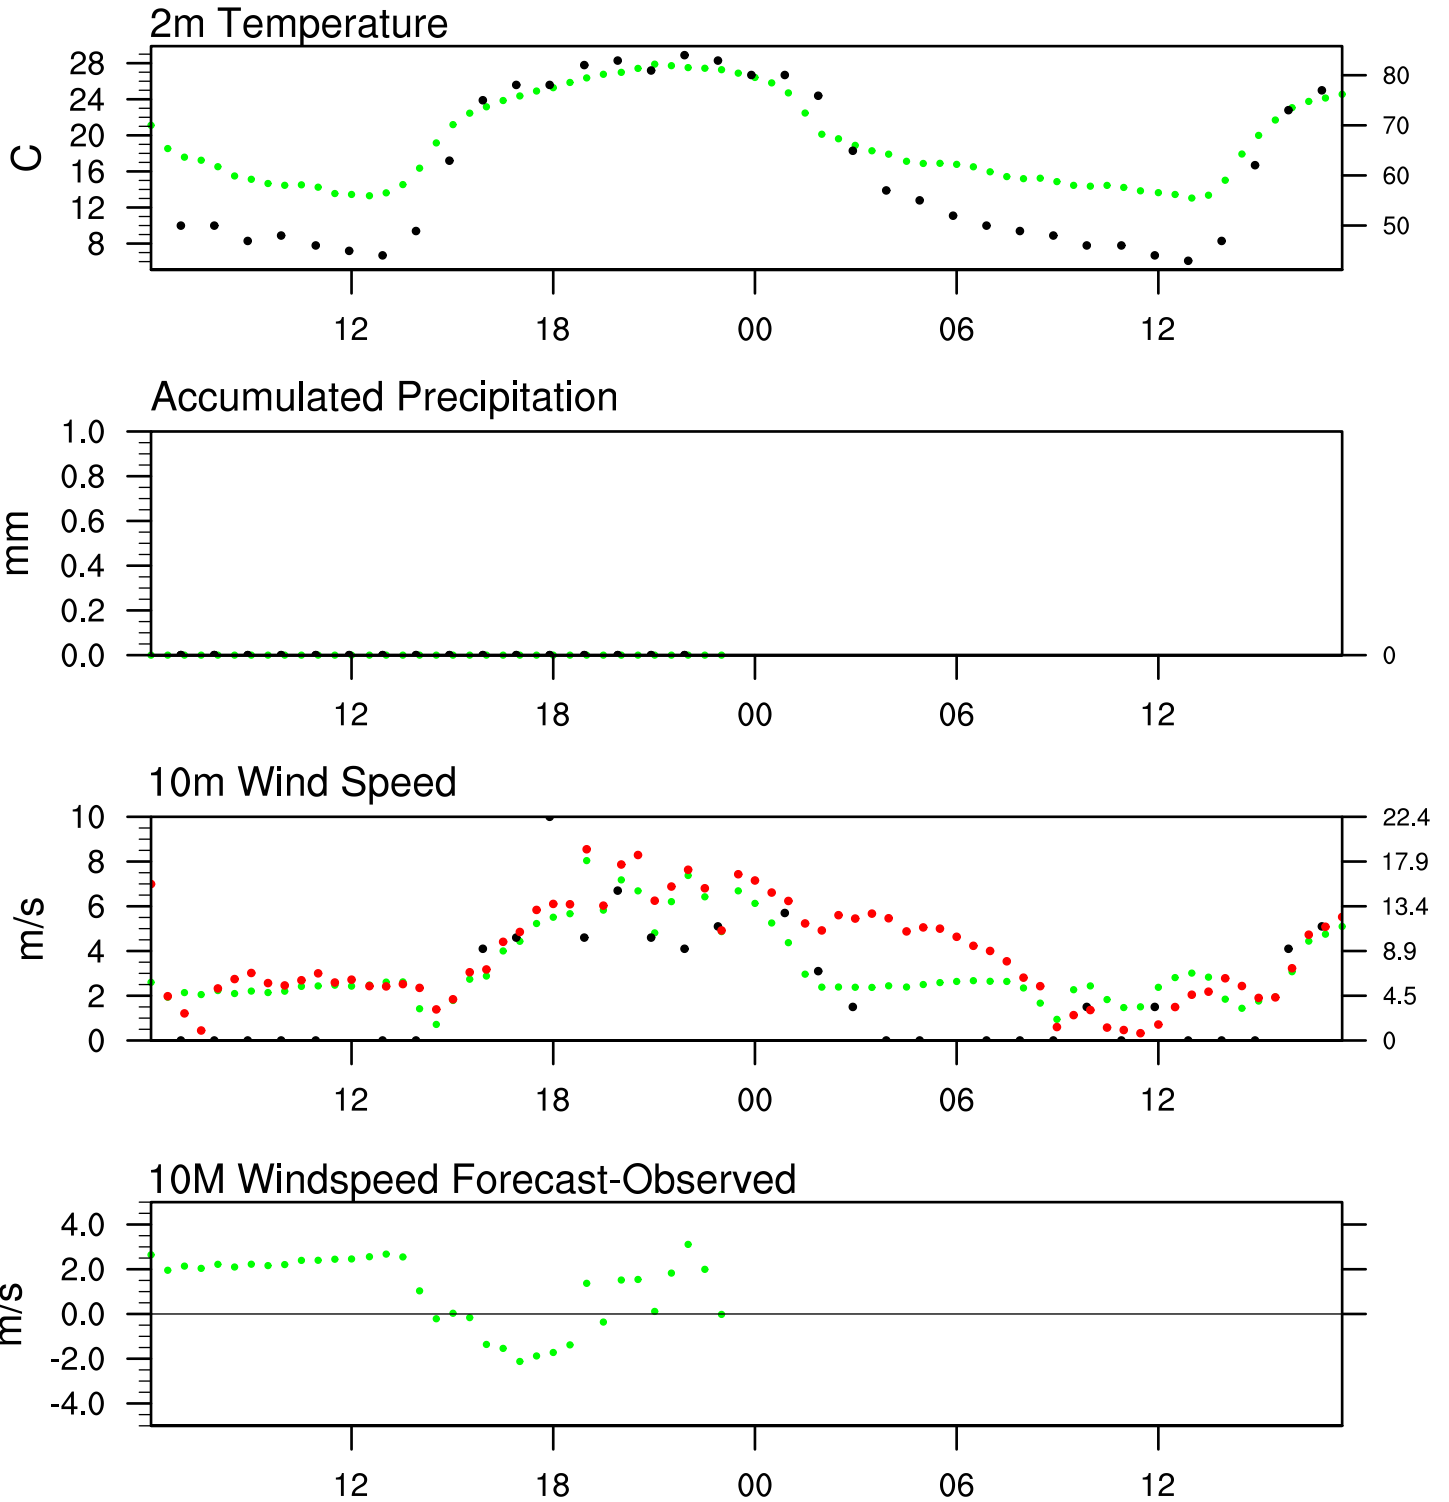 2m Temperature
28
24
20
16
12
8
C
80
70
60
50
12 18 00 06 12
Accumulated Precipitation
1.0
0.8
0.6
0.4
0.2
0.0
mm
0
12 18 00 06 12
10m Wind Speed
10
8
6
4
2
0
m/s
22.4
17.9
13.4
8.9
4.5
0
12 18 00 06 12
10M Windspeed Forecast-Observed
4.0
2.0
0.0
-2.0
-4.0
m/s
12 18 00 06 12